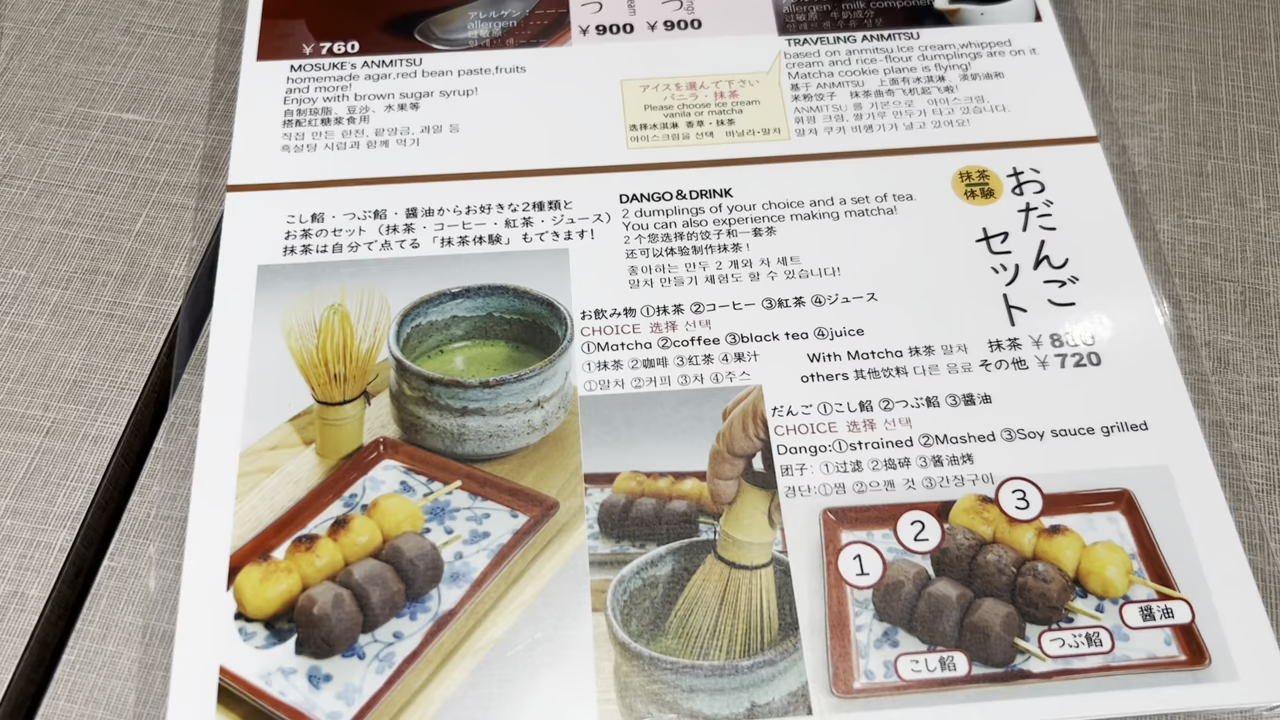 アレルゲン：---
allergen : ---
￥760
つ
￥900
つ
￥900
allergen : milk component
过敏原: 牛奶成分
MOSUKE's ANMITSU
homemade agar,red bean paste,fruits
and more!
Enjoy with brown sugar syrup!
自制琼脂、豆沙、水果等
搭配红糖浆食用
직접 만든 한천, 팥앙금, 과일 등
흑설탕 시럽과 함께 먹기
アイスを選んで下さい
バニラ・抹茶
Please choose ice cream
vanila or matcha
选择冰淇淋 香草・抹茶
아이스크림을 선택 바닐라・말차
TRAVELING ANMITSU
based on anmitsu.Ice cream,whipped
cream and rice-flour dumplings are on it.
Matcha cookie plane is flying!
基于 ANMITSU 上面有冰淇淋、淡奶油和
米粉饺子 抹茶曲奇飞机起飞啦!
ANMITSU 를 기본으로 아이스크림,
휘핑 크림, 쌀가루 만두가 타고 있습니다.
말차 쿠키 비행기가 날고 있어요!
こし餡・つぶ餡・醤油からお好きな2種類と
お茶のセット（抹茶・コーヒー・紅茶・ジュース）
抹茶は自分で点てる「抹茶体験」もできます!
DANGO&DRINK
2 dumplings of your choice and a set of tea.
You can also experience making matcha!
2 个您选择的饺子和一套茶
还可以体验制作抹茶!
좋아하는 만두 2 개와 차 세트
말차 만들기 체험도 할 수 있습니다!
抹茶
体験
おだんご
セット
お飲み物 ①抹茶 ②コーヒー ③紅茶 ④ジュース
CHOICE 选择 선택
①Matcha ②coffee ③black tea ④juice
①抹茶 ②咖啡 ③红茶 ④果汁
①말차 ②커피 ③차 ④주스
With Matcha 抹茶 말차 抹茶
others 其他饮料 다른 음료 その他 ￥720
だんご ①こし餡 ②つぶ餡 ③醤油
CHOICE 选择 선택
Dango:①strained ②Mashed ③Soy sauce grilled
团子: ①过滤 ②捣碎 ③酱油烤
경단:①찜 ②으깬 것 ③간장구이
1
2
3
こし餡
つぶ餡
醤油